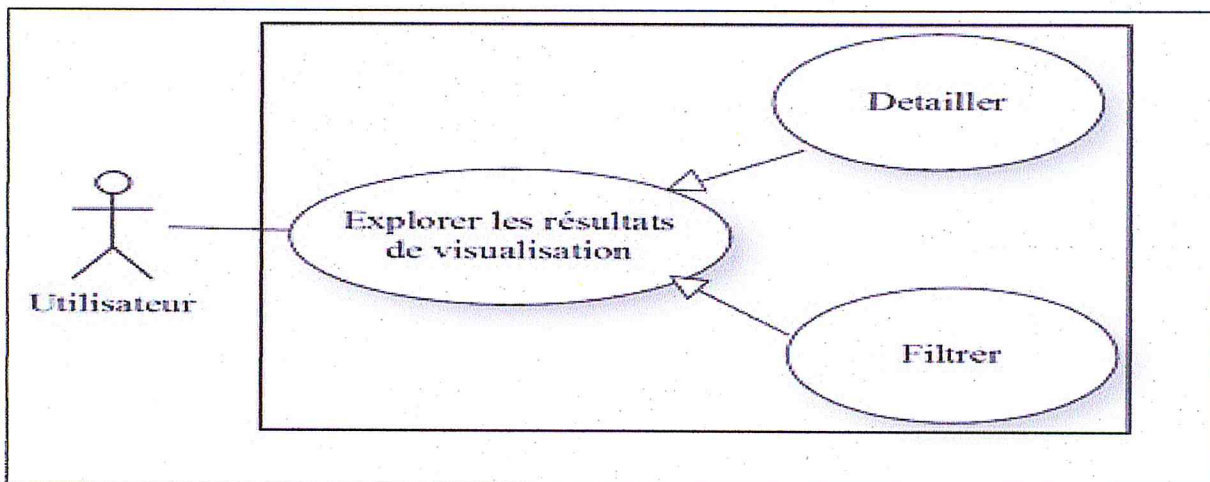 Detailler
Explorer les résultats
de visualisation
Utilisateur
Filtrer